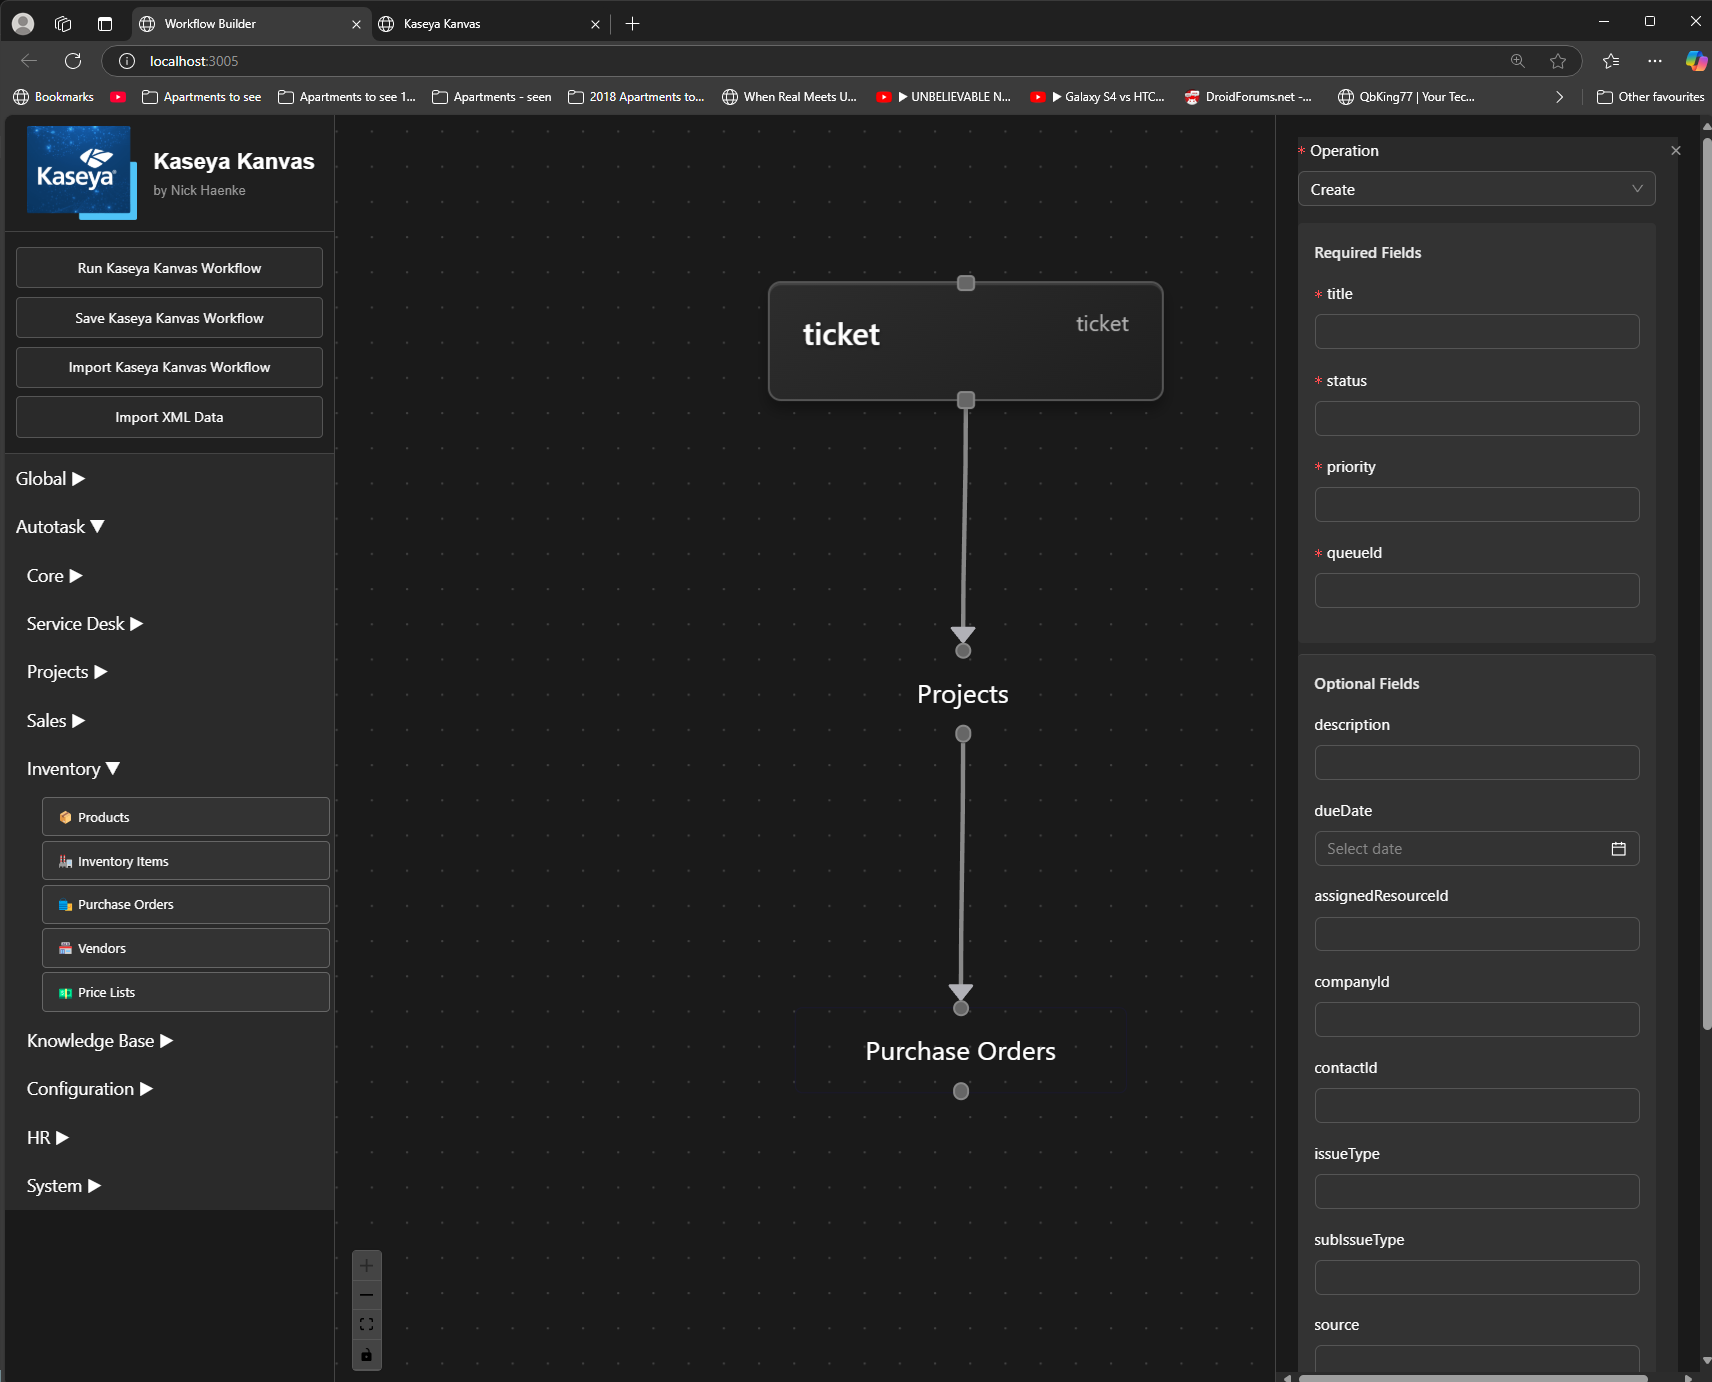 Workflow Builder
Kaseya Kanvas
localhost:3005
Bookmarks
Apartments to see
Apartments to see 1...
Apartments - seen
2018 Apartments to...
When Real Meets U...
▶ UNBELIEVABLE N...
▶ Galaxy S4 vs HTC...
DroidForums.net -...
QbKing77 | Your Tec...
Other favourites
Kaseya
Kaseya Kanvas
by Nick Haenke
Run Kaseya Kanvas Workflow
Save Kaseya Kanvas Workflow
Import Kaseya Kanvas Workflow
Import XML Data
Global ▶
Autotask ▼
Core ▶
Service Desk ▶
Projects ▶
Sales ▶
Inventory ▼
Products
Inventory Items
Purchase Orders
Vendors
Price Lists
Knowledge Base ▶
Configuration ▶
HR ▶
System ▶
ticket
ticket
Projects
Purchase Orders
* Operation
Create
Required Fields
* title
* status
* priority
* queueId
Optional Fields
description
dueDate
Select date
assignedResourceId
companyId
contactId
issueType
subIssueType
source